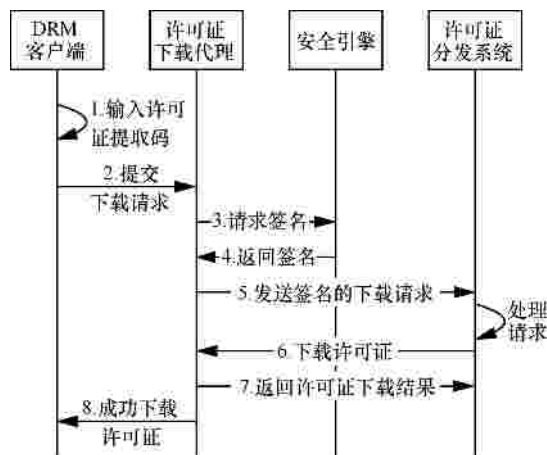 DRM
客户端
许可证
下载代理
安全引擎
许可证
分发系统
1.输入许可
证提取码
2.提交
下载请求
3.请求签名
4.返回签名
5.发送签名的下载请求
处理
请求
6.下载许可证
7.返回许可证下载结果
8.成功下载
许可证